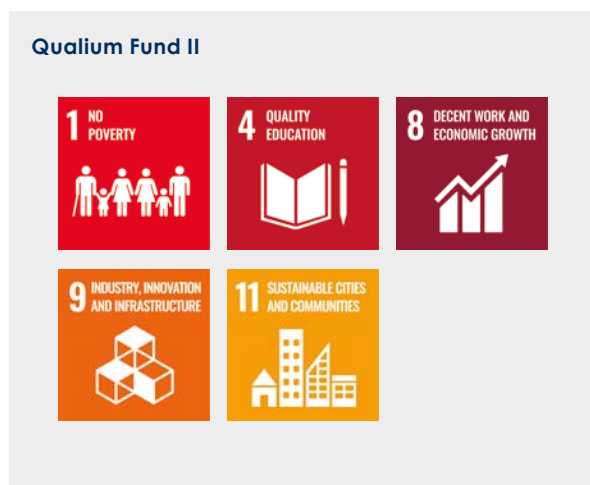 Qualium Fund II
1 NO
POVERTY
4 QUALITY
EDUCATION
8 DECENT WORK AND
ECONOMIC GROWTH
9 INDUSTRY, INNOVATION
AND INFRASTRUCTURE
11 SUSTAINABLE CITIES
AND COMMUNITIES